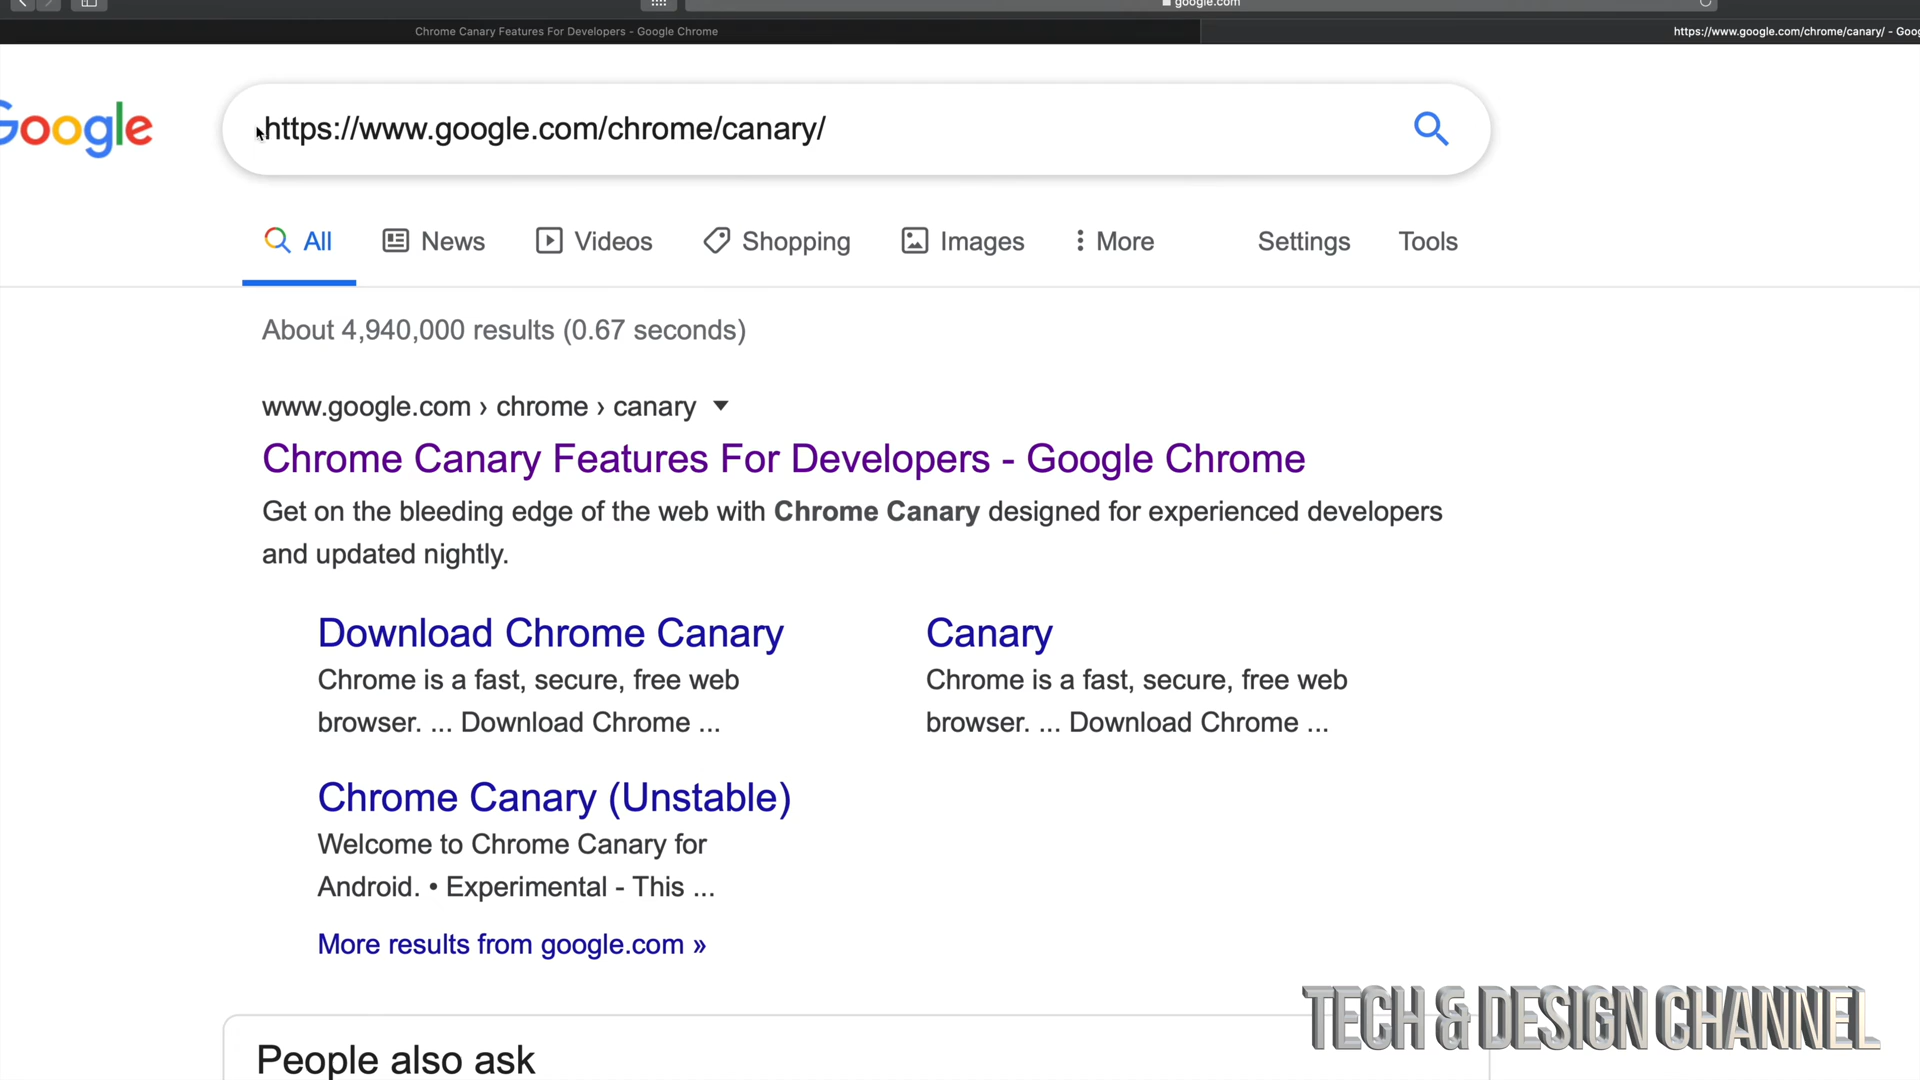 google.com
Chrome Canary Features For Developers - Google Chrome
https://www.google.com/chrome/canary/ - Goo
Google
https://www.google.com/chrome/canary/
All
News
Videos
Shopping
Images
More
Settings
Tools
About 4,940,000 results (0.67 seconds)
www.google.com › chrome › canary
Chrome Canary Features For Developers - Google Chrome
Get on the bleeding edge of the web with Chrome Canary designed for experienced developers
and updated nightly.
Download Chrome Canary
Chrome is a fast, secure, free web
browser. ... Download Chrome ...
Canary
Chrome is a fast, secure, free web
browser. ... Download Chrome ...
Chrome Canary (Unstable)
Welcome to Chrome Canary for
Android. • Experimental - This ...
More results from google.com »
People also ask
TECH & DESIGN CHANNEL